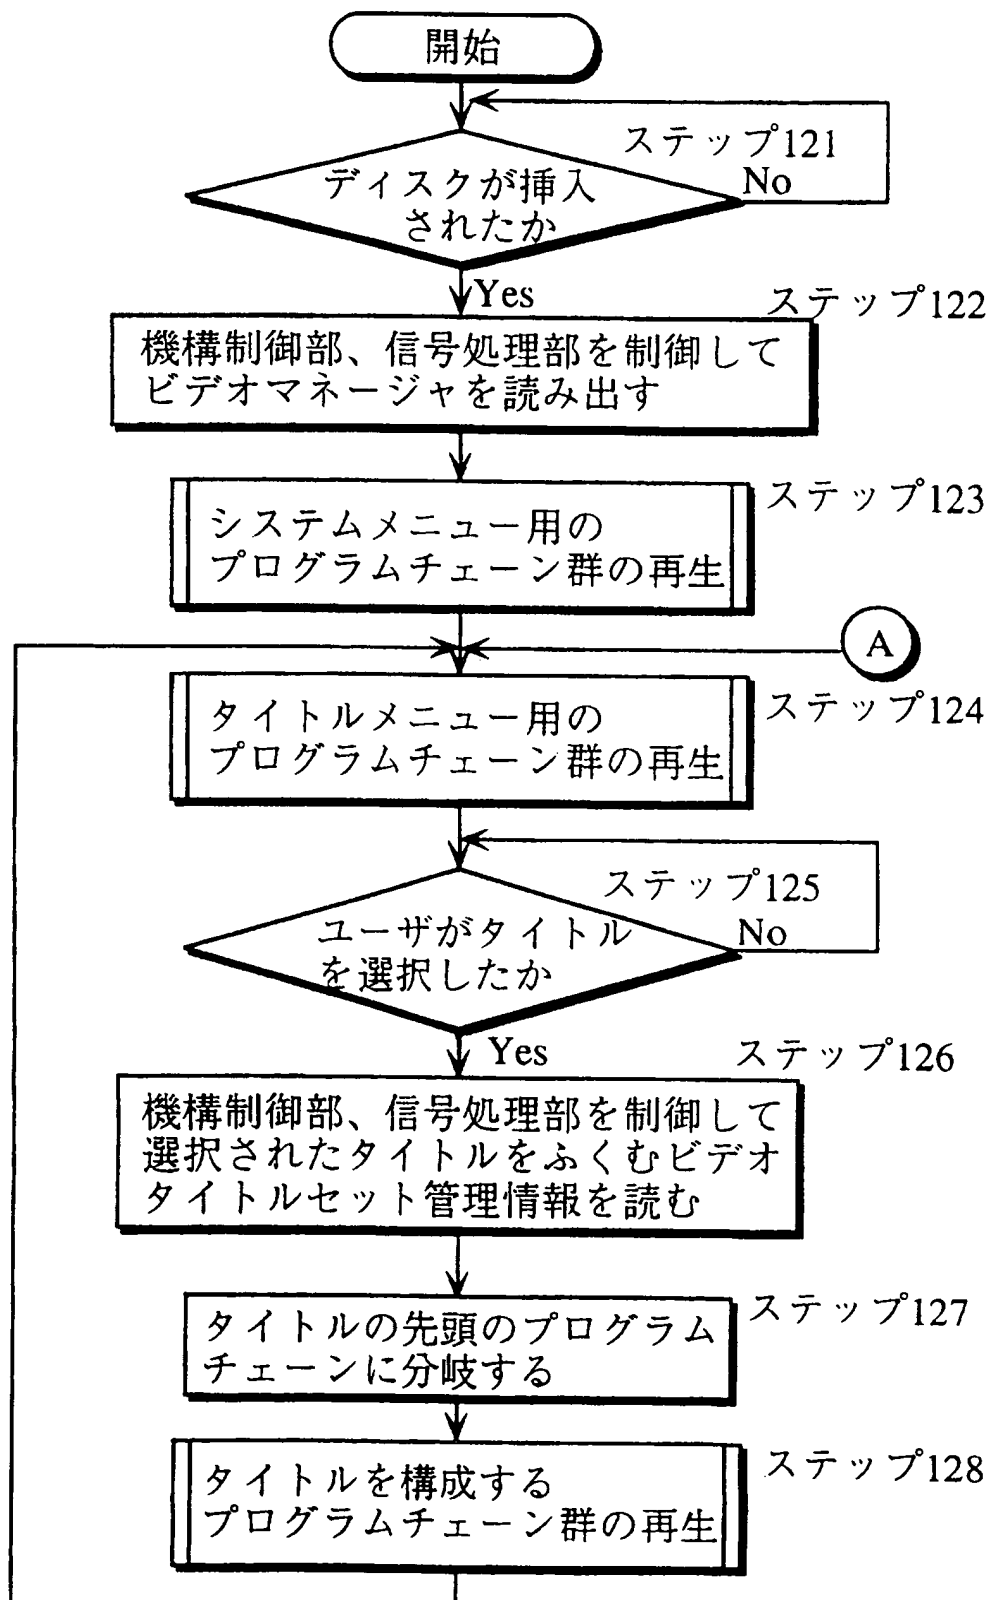 開始
ステップ121
No
ディスクが挿入
されたか
Yes
ステップ122
機構制御部、信号処理部を制御して
ビデオマネージャを読み出す
ステップ123
システムメニュー用の
プログラムチェーン群の再生
A
ステップ124
タイトルメニュー用の
プログラムチェーン群の再生
ステップ125
No
ユーザがタイトル
を選択したか
Yes
ステップ126
機構制御部、信号処理部を制御して
選択されたタイトルをふくむビデオ
タイトルセット管理情報を読む
ステップ127
タイトルの先頭のプログラム
チェーンに分岐する
ステップ128
タイトルを構成する
プログラムチェーン群の再生